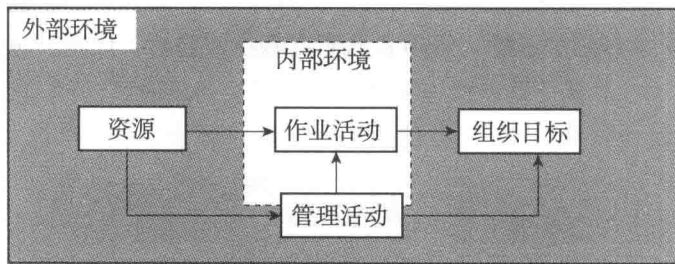 外部环境
内部环境
资源
作业活动
组织目标
管理活动